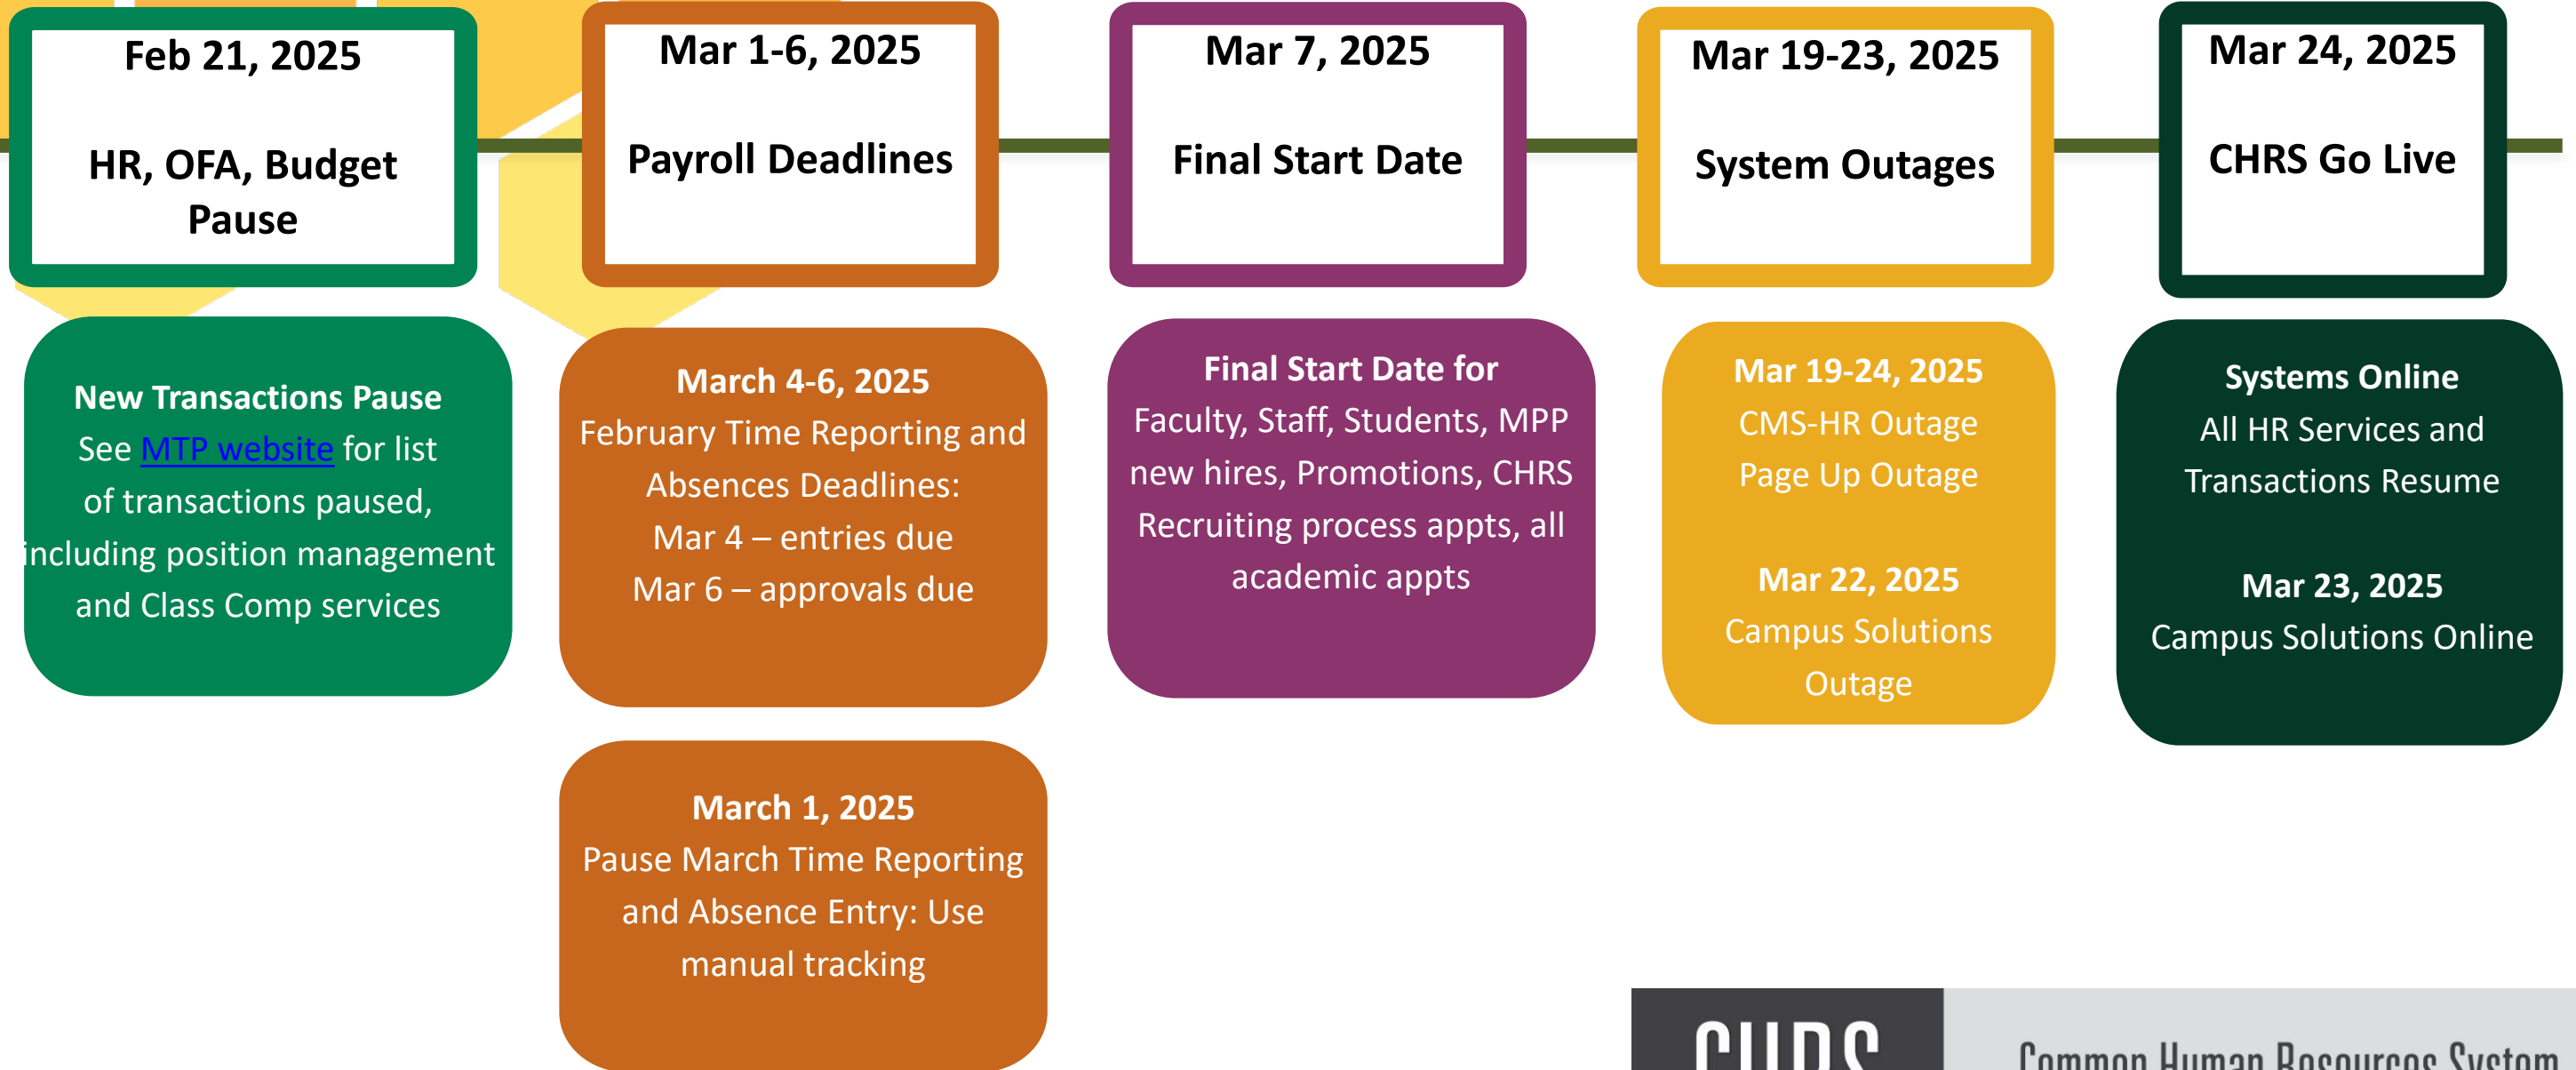 Feb 21, 2025
HR, OFA, Budget
Pause
New Transactions Pause
See MTP website for list
of transactions paused,
including position management
and Class Comp services
Mar 1-6, 2025
Payroll Deadlines
March 4-6, 2025
February Time Reporting and
Absences Deadlines:
Mar 4 – entries due
Mar 6 – approvals due
March 1, 2025
Pause March Time Reporting
and Absence Entry: Use
manual tracking
Mar 7, 2025
Final Start Date
Final Start Date for
Faculty, Staff, Students, MPP
new hires, Promotions, CHRS
Recruiting process appts, all
academic appts
Mar 19-23, 2025
System Outages
Mar 19-24, 2025
CMS-HR Outage
Page Up Outage
Mar 22, 2025
Campus Solutions
Outage
Mar 24, 2025
CHRS Go Live
Systems Online
All HR Services and
Transactions Resume
Mar 23, 2025
Campus Solutions Online
CHRS
Common Human Resources System